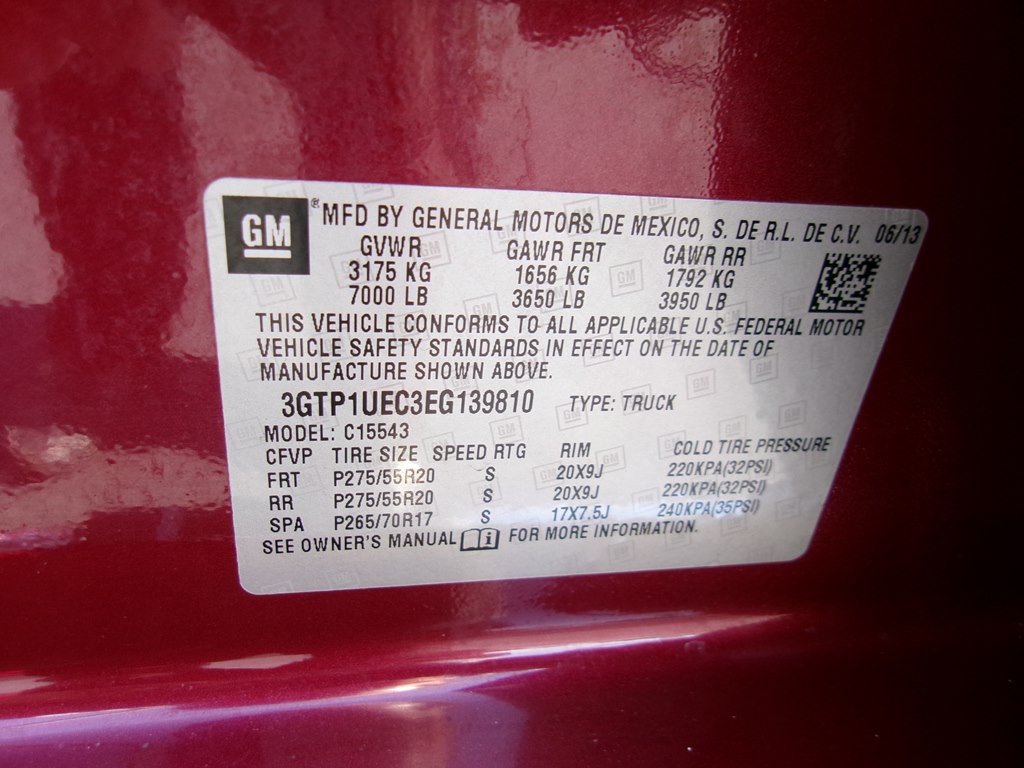 GM ® MFD BY GENERAL MOTORS DE MEXICO, S. DE R.L. DE C.V. 06/13
GVWR GAWR FRT GAWR RR
3175 KG 1656 KG 1792 KG
7000 LB 3650 LB 3950 LB
THIS VEHICLE CONFORMS TO ALL APPLICABLE U.S. FEDERAL MOTOR
VEHICLE SAFETY STANDARDS IN EFFECT ON THE DATE OF
MANUFACTURE SHOWN ABOVE.
3GTP1UEC3EG139810 TYPE: TRUCK
MODEL: C15543
CFVP TIRE SIZE SPEED RTG RIM COLD TIRE PRESSURE
FRT P275/55R20 S 20X9J 220KPA(32PSI)
RR P275/55R20 S 20X9J 220KPA(32PSI)
SPA P265/70R17 S 17X7.5J 240KPA(35PSI)
SEE OWNER'S MANUAL i FOR MORE INFORMATION.